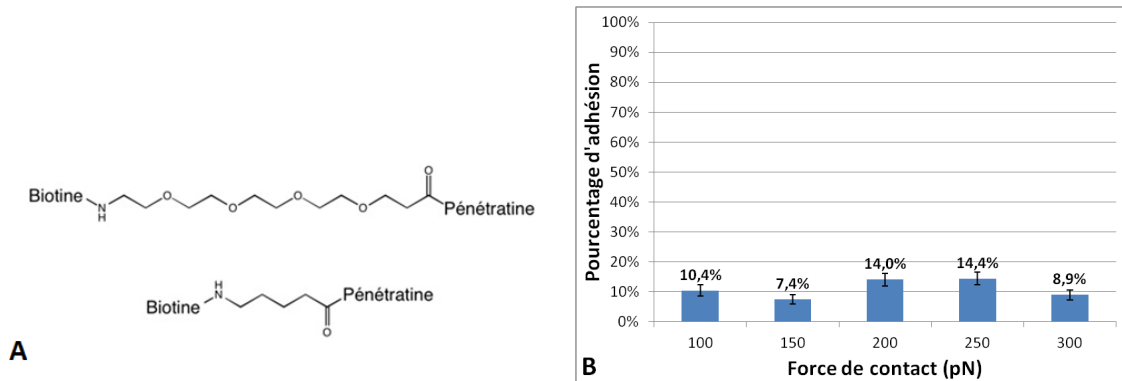 Biotine
N
H
O
O
O
O
O
Pénétratine
Biotine
H
N
O
Pénétratine
A
Pourcentage d'adhésion
100%
90%
80%
70%
60%
50%
40%
30%
20%
10%
0%
10,4%
7,4%
14,0%
14,4%
8,9%
100
150
200
250
300
Force de contact (pN)
B